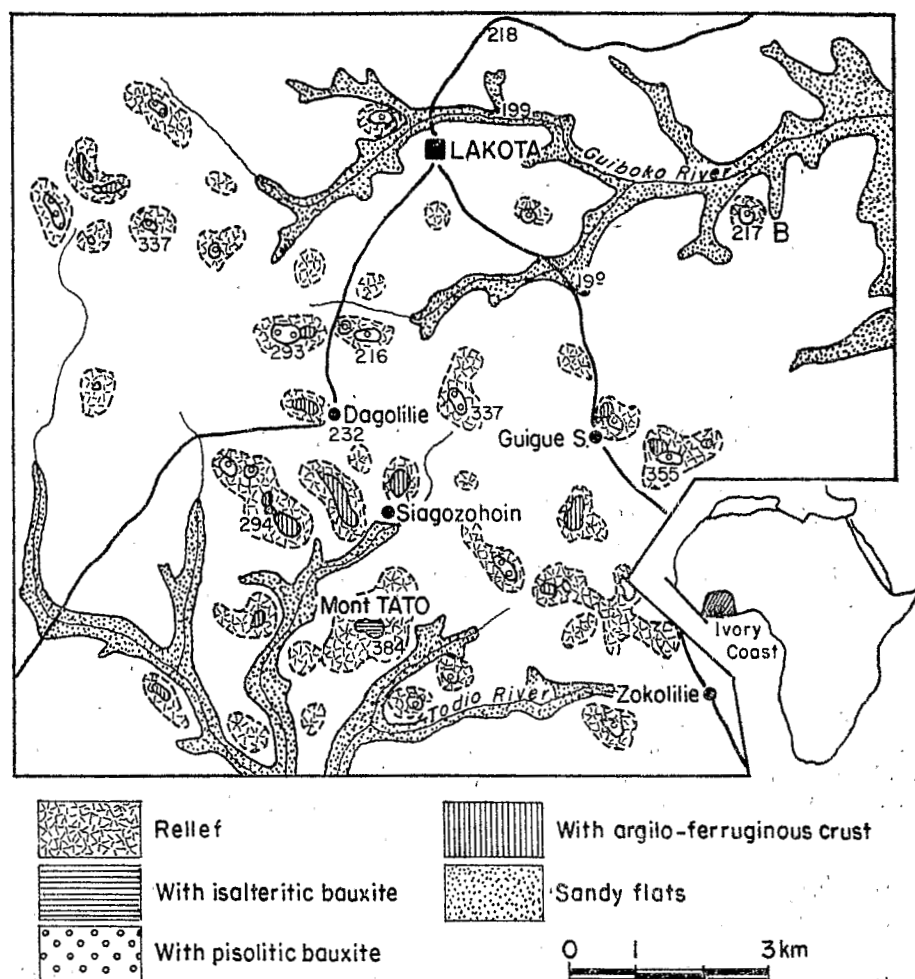 218
199
LAKOTA
Guiboko River
217
B
337
19º
293
216
Dagolilie
232
337
Guigue S.
355
294
Siagozohoin
Mont TATO
384
Todio River
Zokolilie
Ivory
Coast
Rellef
With isalteritic bauxite
With pisolitic bauxite
With argilo-ferruginous crust
Sandy flats
0 1 3 km